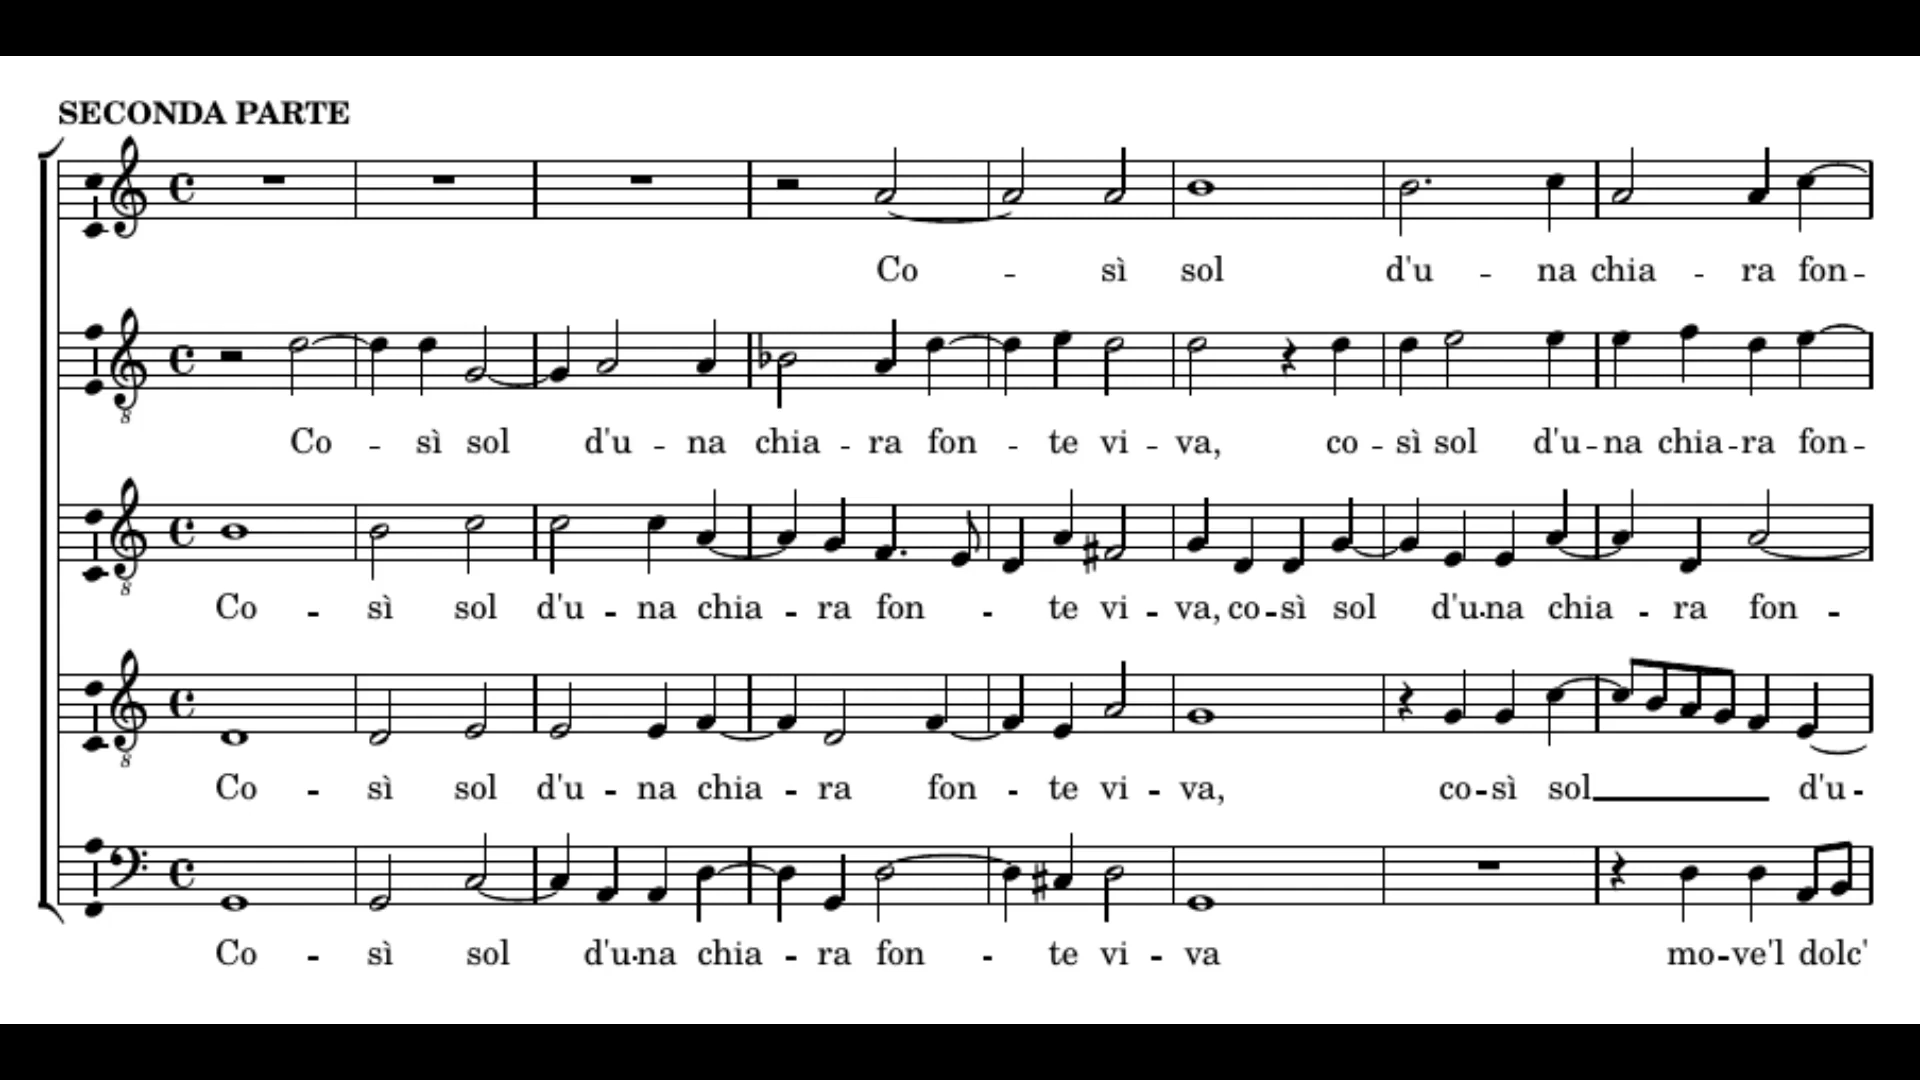 SECONDA PARTE
Co - sì sol d'u - na chia - ra fon -
Co - sì sol d'u - na chia - ra fon - te vi - va, co - sì sol d'u - na chia - ra fon -
Co - sì sol d'u - na chia - ra fon - te vi - va, co - sì sol d'u - na chia - ra fon -
Co - sì sol d'u - na chia - ra fon - te vi - va, co - sì sol d'u -
Co - sì sol d'u - na chia - ra fon - te vi - va mo - ve'l dolc'